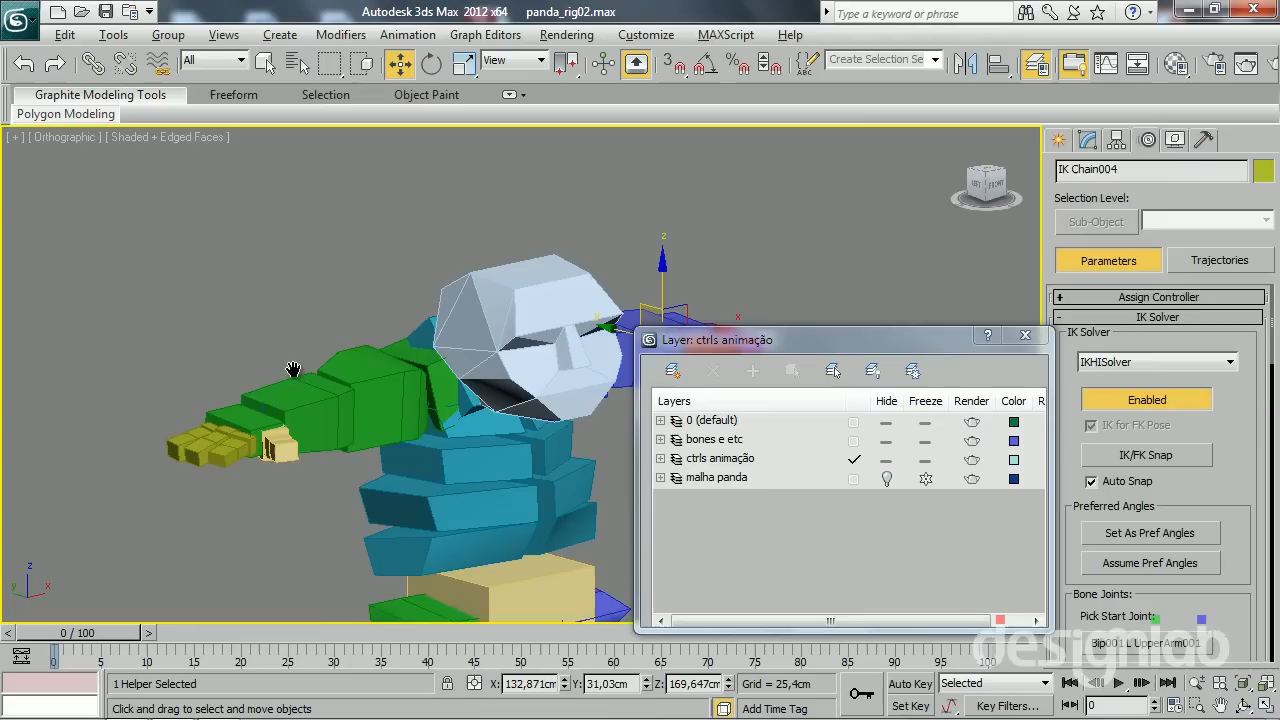 Autodesk 3ds Max 2012 x64 panda_rig02.max
Type a keyword or phrase
Edit Tools Group Views Create Modifiers Animation Graph Editors Rendering Customize MAXScript Help
All View 3 Create Selection Se
Graphite Modeling Tools Freeform Selection Object Paint
Polygon Modeling
[ + ] [ Orthographic ] [ Shaded + Edged Faces ]
LEFT FRONT
z
x
IK Chain004
Selection Level:
Sub-Object
Parameters Trajectories
+ Assign Controller
- IK Solver
IK Solver
IKHISolver
Enabled
IK for FK Pose
IK/FK Snap
Auto Snap
Preferred Angles
Set As Pref Angles
Assume Pref Angles
Bone Joints:
Pick Start Joint:
Bip001 L UpperArm001
Layer: ctrls animação
Layers Hide Freeze Render Color R
0 (default)
bones e etc
ctrls animação
malha panda
z
y x
designlab
< 0 / 100 >
0 5 10 15 20 25 30 35 40 45 50 55 60 65 70 75 80 85 90 95 100
1 Helper Selected X: 132,871cm Y: 31,03cm Z: 169,647cm Grid = 25,4cm Auto Key Selected
Click and drag to select and move objects Add Time Tag Set Key Key Filters... 0